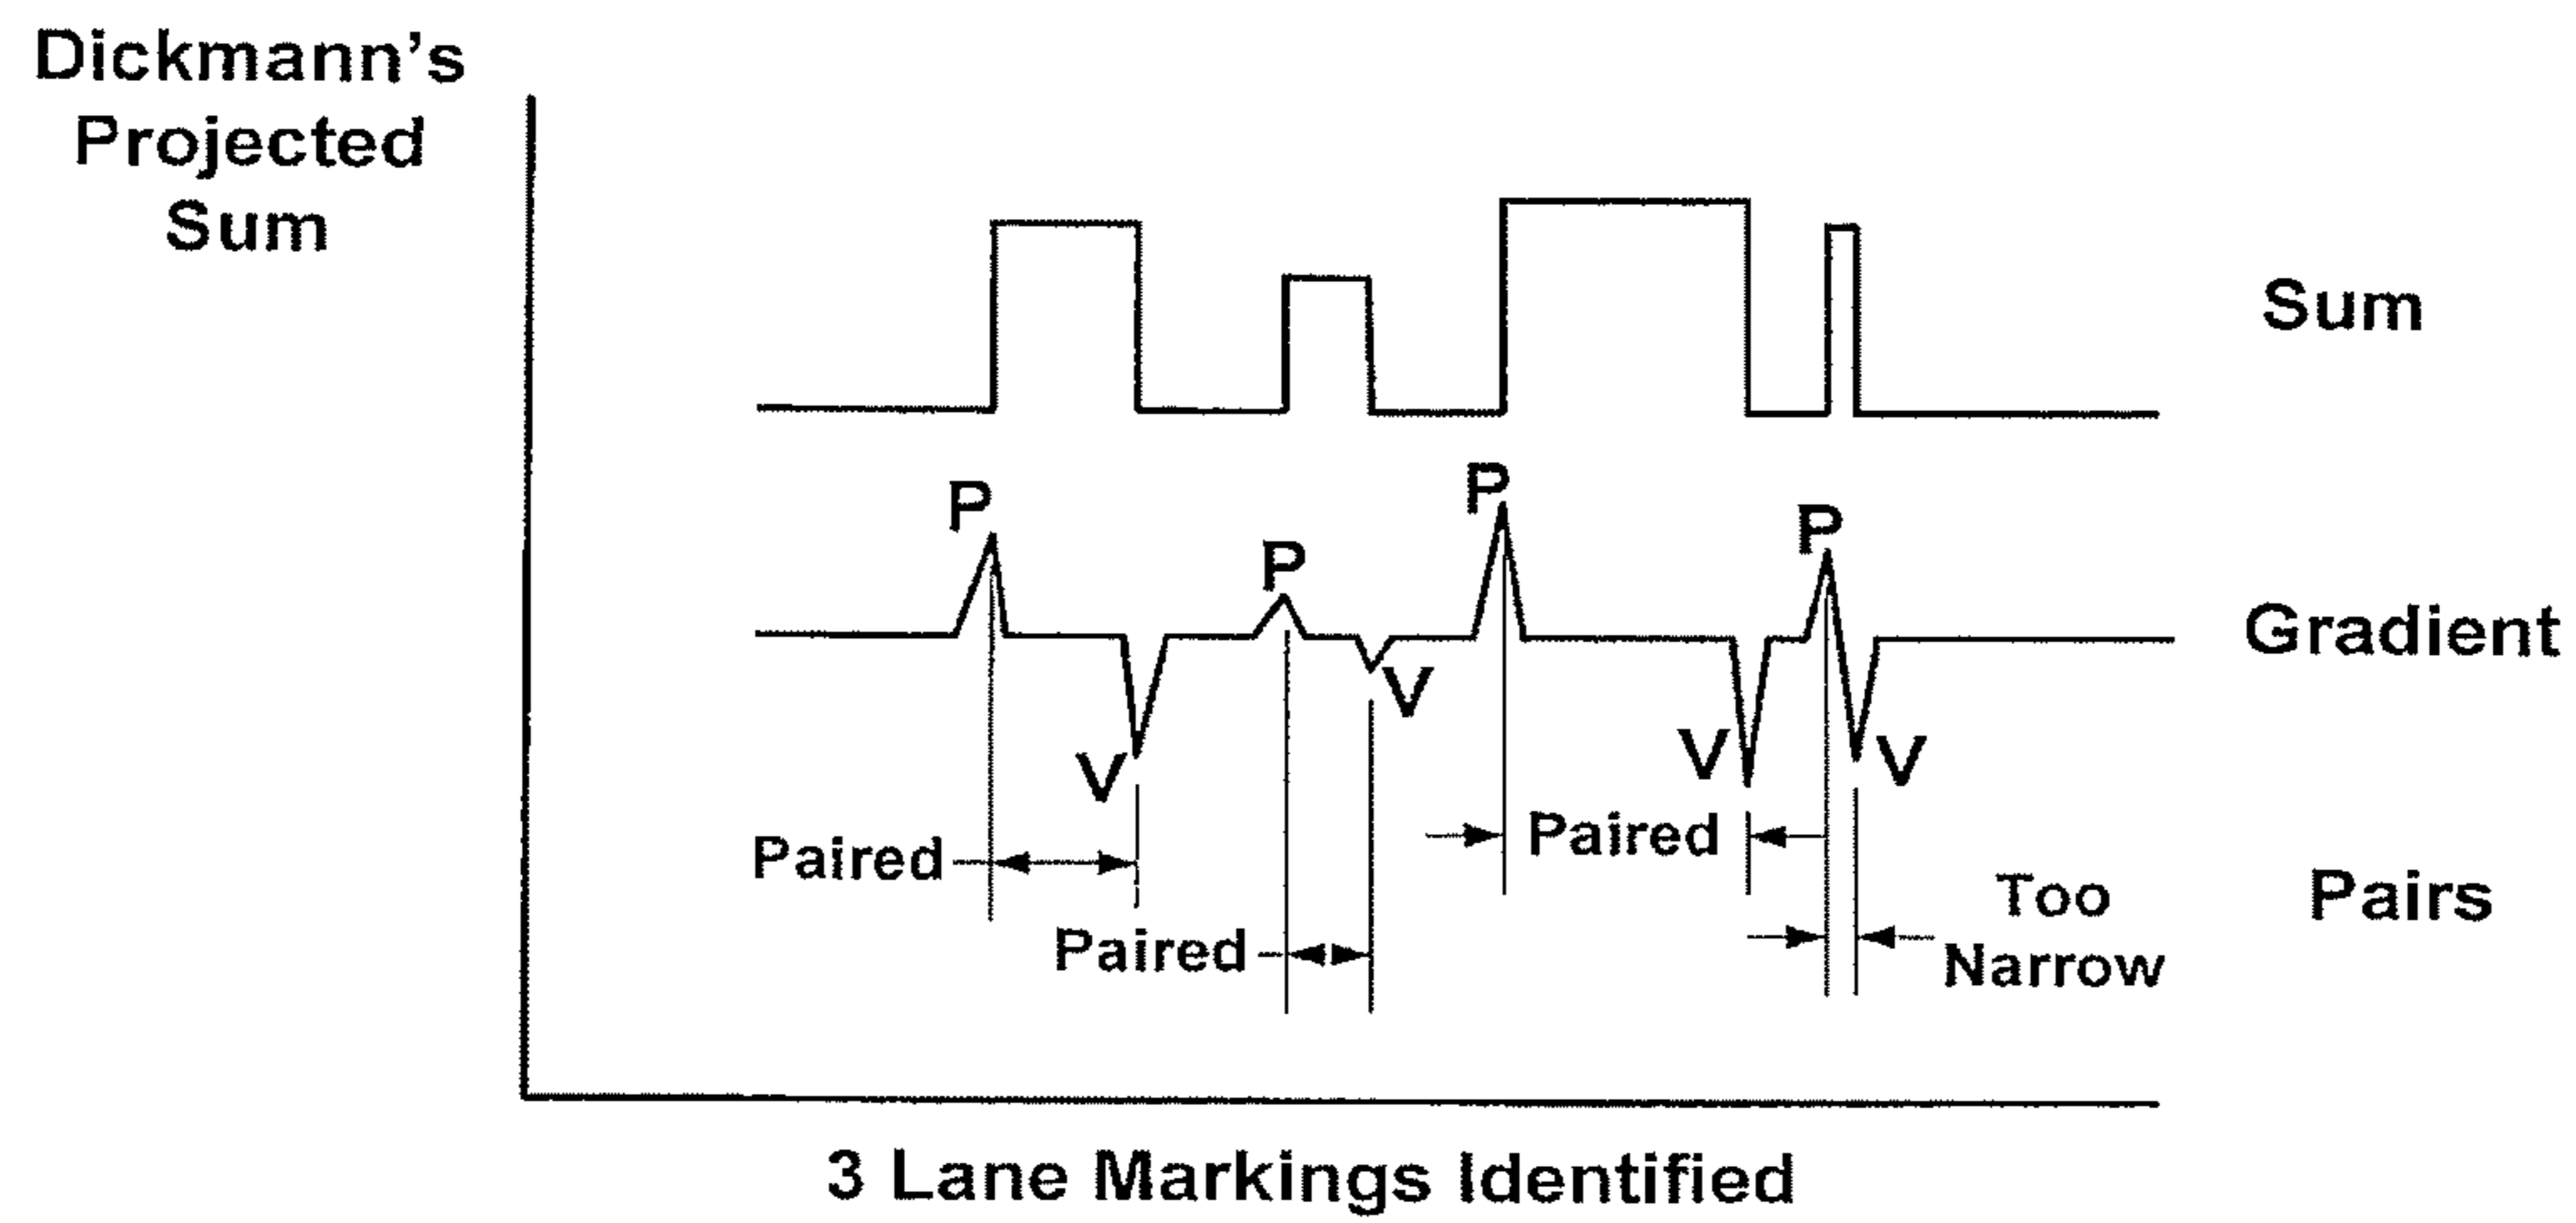 Dickmann's
Projected
Sum
Sum
P
P
P
P
Gradient
V
V
V
V
Paired
Paired
Paired
Too
Narrow
Pairs
3 Lane Markings Identified